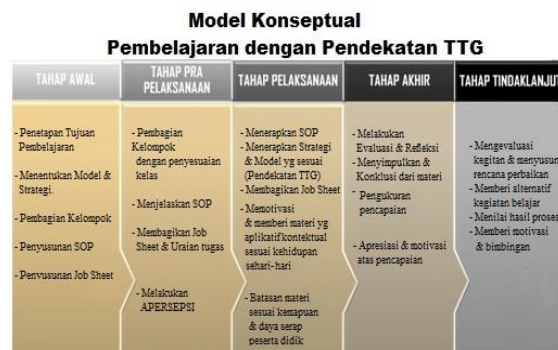 Model Konseptual
Pembelajaran dengan Pendekatan TTG
TAHAP AWAL
- Penetapan Tujuan
Pembelajaran
- Menentukan Model &
Strategi.
- Pembagian Kelompok
- Penyusunan SOP
- Penyusunan Job Sheet
TAHAP PRA
PELAKSANAAN
- Pembagian
Kelompok
dengan penyesuaian
kelas
- Menjelaskan SOP
- Membagikan Job
Sheet & Uraian tugas
- Melakukan
APERSEPSI
TAHAP PELAKSANAAN
- Menerapkan SOP
- Menerapkan Strategi
& Model yg sesuai
(Pendekatan TTG)
- Membagikan Job Sheet
- Memotivasi
& memberi materi yg
aplikatif kontektual
sesuai kehidupan
sehari-hari
- Batasan materi
sesuai kemapuan
& daya serap
peserta didik
TAHAP AKHIR
- Melakukan
Evaluasi & Refleksi
- Menyimpulkan &
Konklusi dari materi
- Pengukuran
pencapaian
- Apresiasi & motivasi
atas pencapaian
TAHAP TINDAKLANJUT
- Mengevaluasi
kegitan & menyusun
rencana perbaikan
- Memberi alternatif
kegiatan belajar
- Menilai hasil proses
- Memberi motivasi
& bimbingan